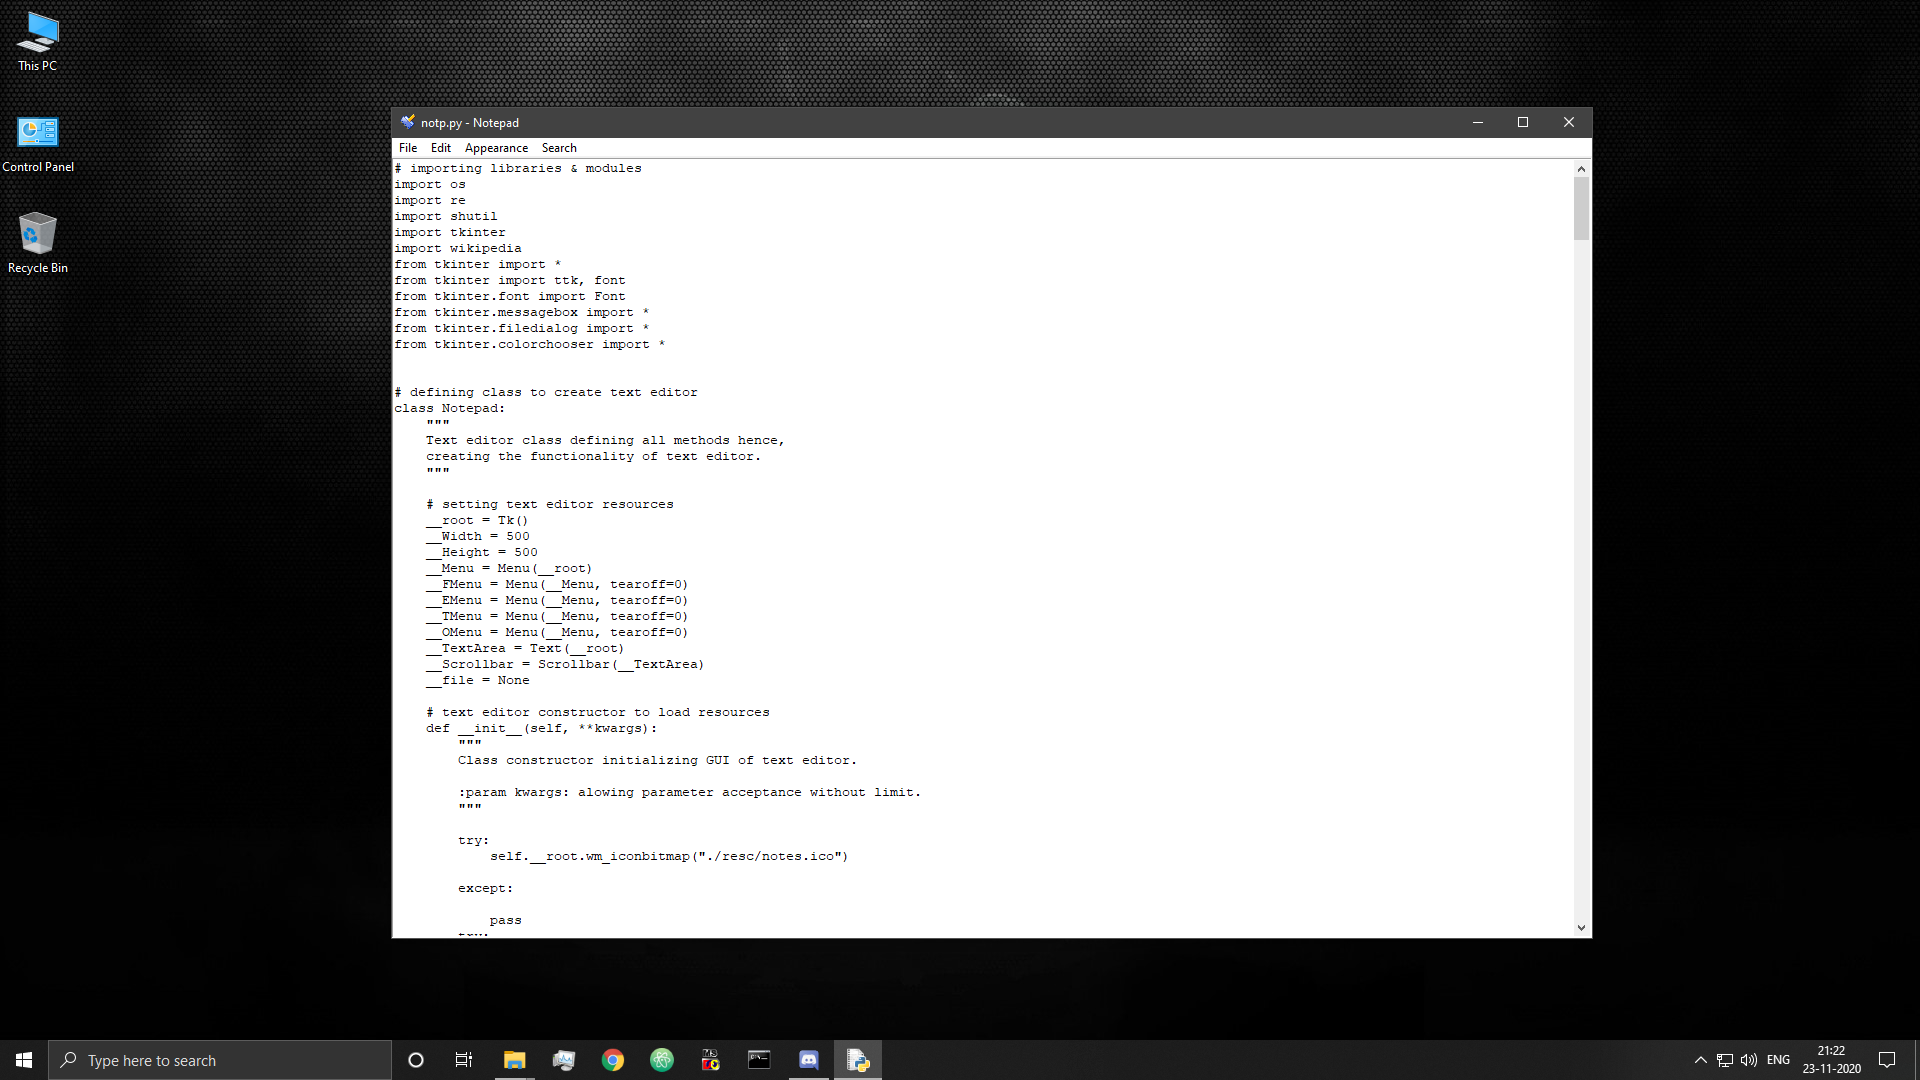 This PC
Control Panel
Recycle Bin
notp.py - Notepad
File Edit Appearance Search
# importing libraries & modules
import os
import re
import shutil
import tkinter
import wikipedia
from tkinter import *
from tkinter import ttk, font
from tkinter.font import Font
from tkinter.messagebox import *
from tkinter.filedialog import *
from tkinter.colorchooser import *
# defining class to create text editor
class Notepad:
    """
    Text editor class defining all methods hence,
    creating the functionality of text editor.
    """
    # setting text editor resources
    __root = Tk()
    __Width = 500
    __Height = 500
    __Menu = Menu(__root)
    __FMenu = Menu(__Menu, tearoff=0)
    __EMenu = Menu(__Menu, tearoff=0)
    __TMenu = Menu(__Menu, tearoff=0)
    __OMenu = Menu(__Menu, tearoff=0)
    __TextArea = Text(__root)
    __Scrollbar = Scrollbar(__TextArea)
    __file = None
    # text editor constructor to load resources
    def __init__(self, **kwargs):
        """
        Class constructor initializing GUI of text editor.
        :param kwargs: alowing parameter acceptance without limit.
        """
        try:
            self.__root.wm_iconbitmap("./resc/notes.ico")
        except:
            pass
        try:
Type here to search
ENG
21:22
23-11-2020